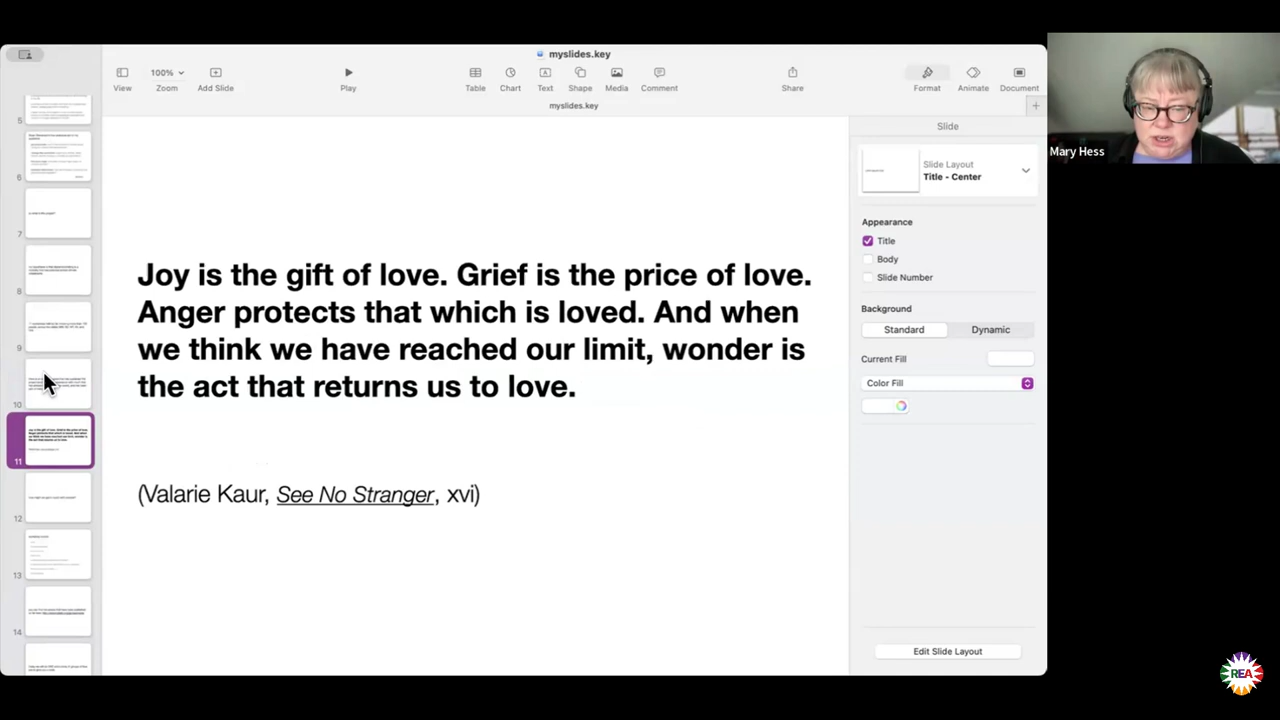 myslides.key
View
100%
Zoom
Add Slide
Play
Table
Chart
Text
Shape
Media
Comment
Share
Format
Animate
Document
myslides.key
+
5
6
7
8
9
10
11
12
13
14
Joy is the gift of love. Grief is the price of love.
Anger protects that which is loved. And when
we think we have reached our limit, wonder is
the act that returns us to love.
(Valarie Kaur, See No Stranger, xvi)
Slide
Slide Layout
Title - Center
Appearance
Title
Body
Slide Number
Background
Standard
Dynamic
Current Fill
Color Fill
Edit Slide Layout
Mary Hess
REA